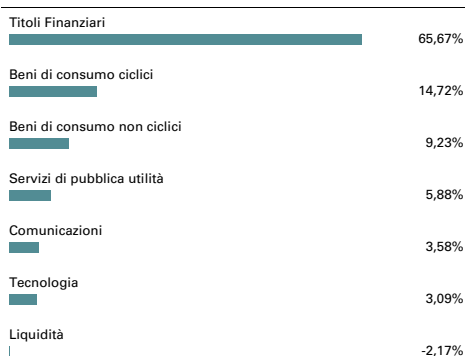 Titoli Finanziari
65,67%
Beni di consumo ciclici
14,72%
Beni di consumo non ciclici
9,23%
Servizi di pubblica utilità
5,88%
Comunicazioni
3,58%
Tecnologia
3,09%
Liquidità
-2,17%